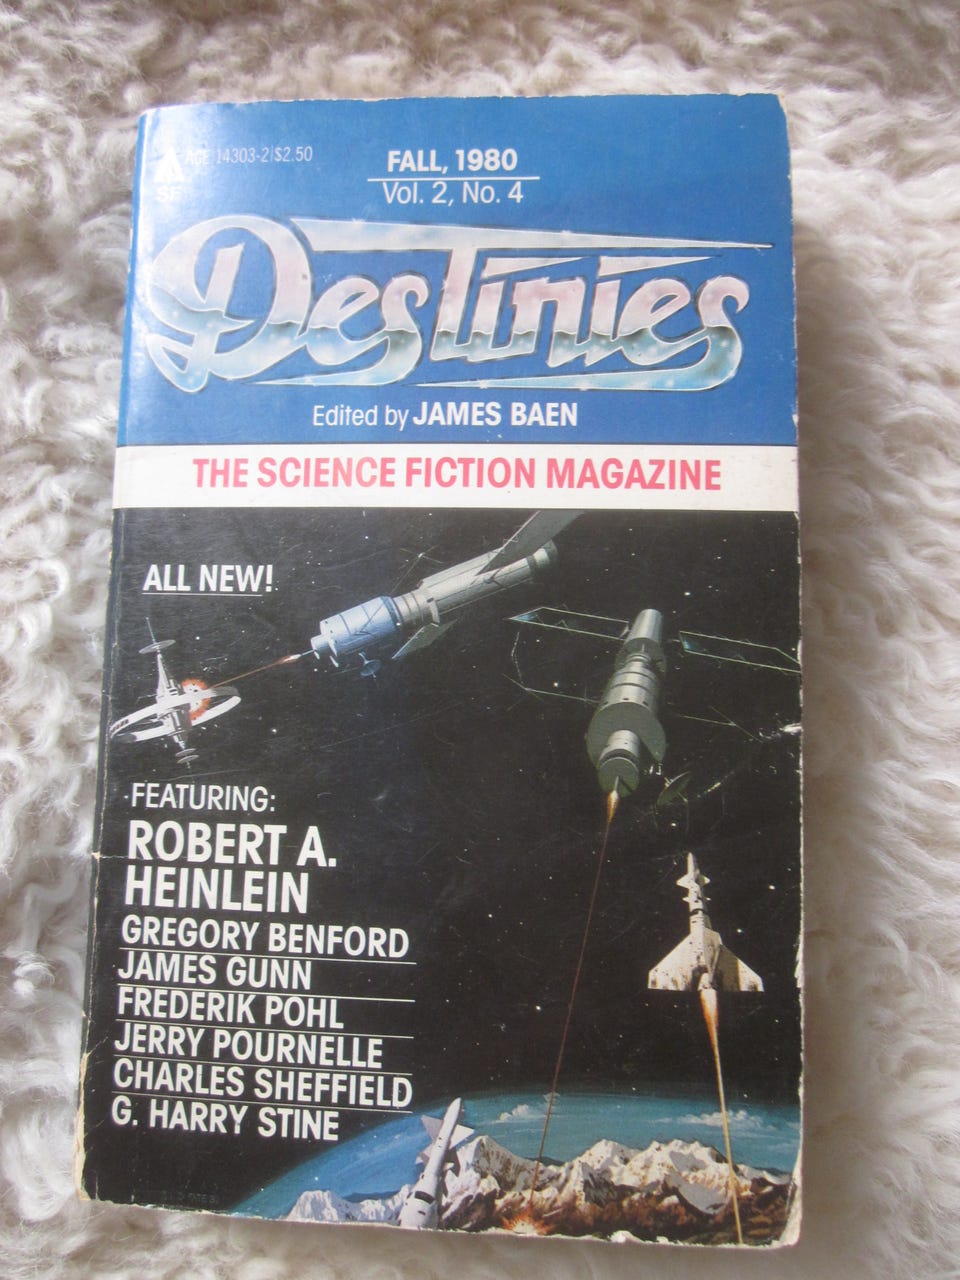 ACE 14303-2 $2.50
SF
FALL, 1980
Vol. 2, No. 4
Destinies
Edited by JAMES BAEN
THE SCIENCE FICTION MAGAZINE
ALL NEW!
FEATURING:
ROBERT A.
HEINLEIN
GREGORY BENFORD
JAMES GUNN
FREDERIK POHL
JERRY POURNELLE
CHARLES SHEFFIELD
G. HARRY STINE